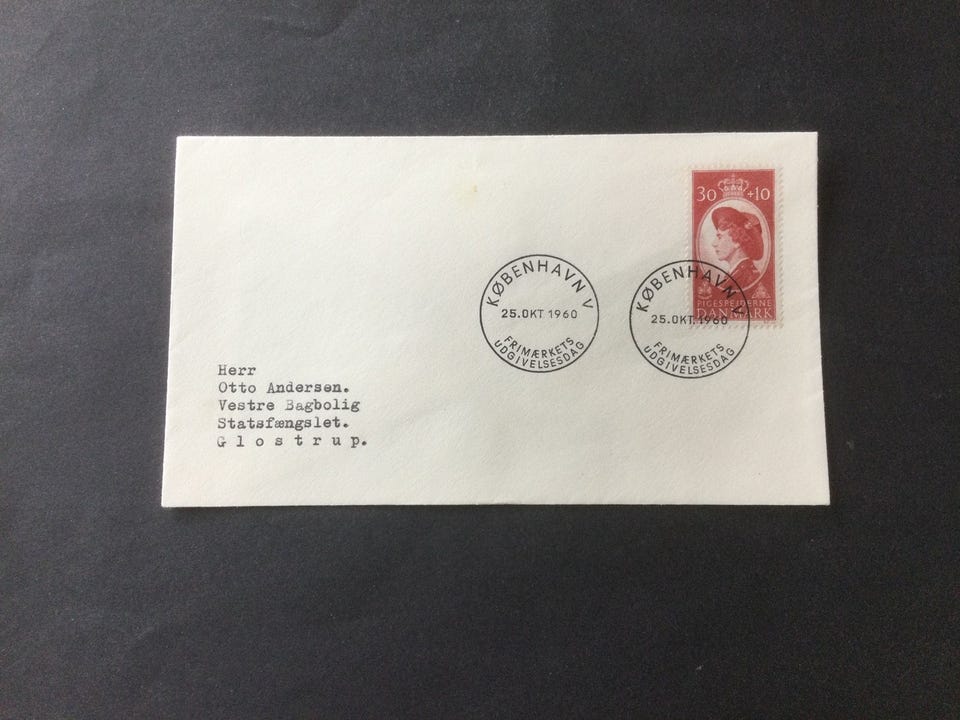 30 +10
PIGESPEJDERNE
DANMARK
KØBENHAVN V
25.OKT.1960
FRIMÆRKETS
UDGIVELSESDAG
KØBENHAVN V
25.OKT.1960
FRIMÆRKETS
UDGIVELSESDAG
Herr
Otto Andersen.
Vestre Bagbolig
Statsfængslet.
G l o s t r u p.